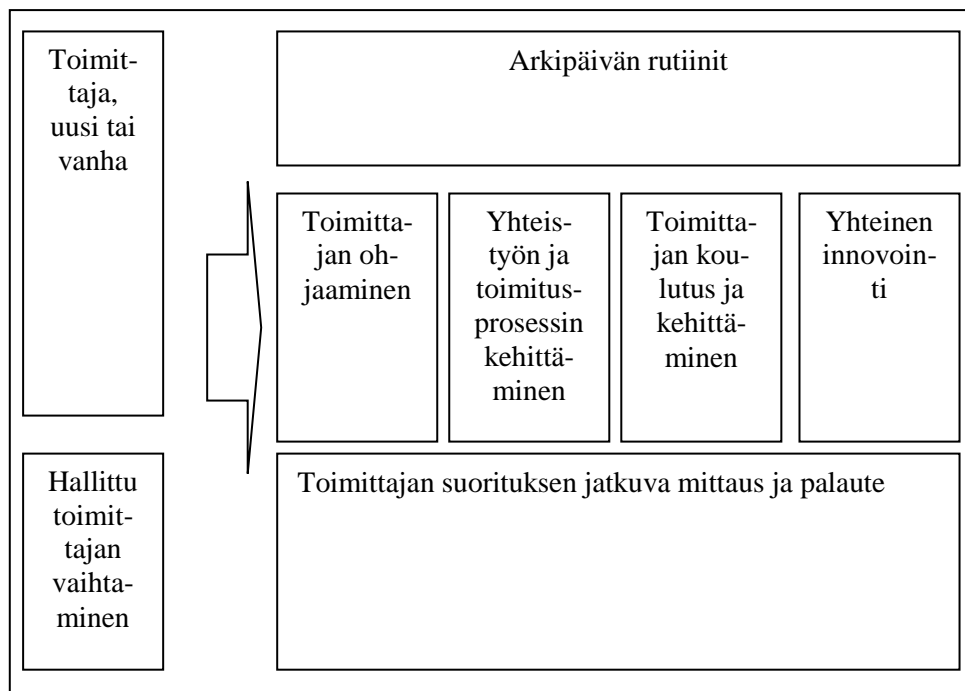 Toimit-
taja,
uusi tai
vanha
Arkipäivän rutiinit
Toimitta-
jan oh-
jaaminen
Yhteis-
työn ja
toimitus-
prosessin
kehittä-
minen
Toimitta-
jan kou-
lutus ja
kehittä-
minen
Yhteinen
innovoin-
ti
Hallittu
toimit-
tajan
vaihta-
minen
Toimittajan suorituksen jatkuva mittaus ja palaute